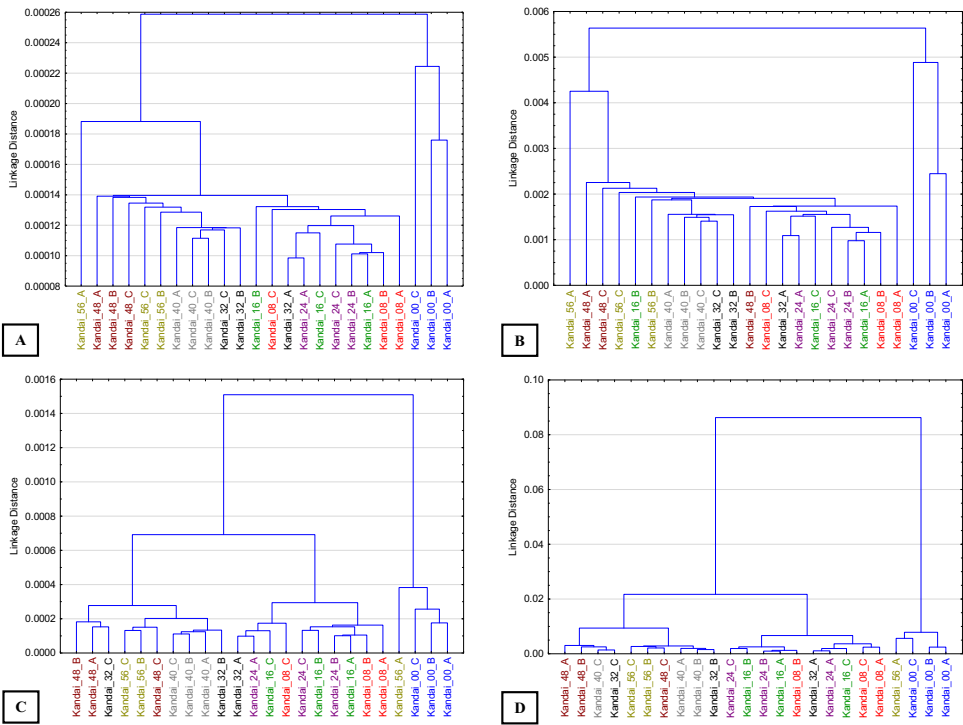 0.00026
0.00024
0.00022
0.00020
0.00018
0.00016
0.00014
0.00012
0.00010
0.00008
Linkage Distance
Kandai_56_A
Kandai_48_A
Kandai_48_B
Kandai_48_C
Kandai_56_C
Kandai_56_B
Kandai_40_A
Kandai_40_C
Kandai_40_B
Kandai_32_C
Kandai_32_B
Kandai_16_B
Kandai_08_C
Kandai_32_A
Kandai_24_A
Kandai_16_C
Kandai_24_C
Kandai_24_B
Kandai_16_A
Kandai_08_B
Kandai_08_A
Kandai_00_C
Kandai_00_B
Kandai_00_A
A
0.006
0.005
0.004
0.003
0.002
0.001
0.000
Linkage Distance
Kandai_56_A
Kandai_48_A
Kandai_48_C
Kandai_56_C
Kandai_16_B
Kandai_56_B
Kandai_40_A
Kandai_40_B
Kandai_40_C
Kandai_32_C
Kandai_32_B
Kandai_48_B
Kandai_08_C
Kandai_32_A
Kandai_24_A
Kandai_16_C
Kandai_24_C
Kandai_24_B
Kandai_16_A
Kandai_08_B
Kandai_08_A
Kandai_00_C
Kandai_00_B
Kandai_00_A
B
0.0016
0.0014
0.0012
0.0010
0.0008
0.0006
0.0004
0.0002
0.0000
Linkage Distance
Kandai_48_B
Kandai_48_A
Kandai_32_C
Kandai_56_C
Kandai_56_B
Kandai_48_C
Kandai_40_C
Kandai_40_B
Kandai_40_A
Kandai_32_B
Kandai_32_A
Kandai_24_A
Kandai_16_C
Kandai_08_C
Kandai_24_C
Kandai_16_B
Kandai_24_B
Kandai_16_A
Kandai_08_B
Kandai_08_A
Kandai_56_A
Kandai_00_C
Kandai_00_B
Kandai_00_A
C
0.10
0.08
0.06
0.04
0.02
0.00
Linkage Distance
Kandai_48_A
Kandai_48_B
Kandai_40_C
Kandai_32_C
Kandai_56_C
Kandai_56_B
Kandai_48_C
Kandai_40_A
Kandai_40_B
Kandai_32_B
Kandai_24_C
Kandai_16_B
Kandai_24_B
Kandai_16_A
Kandai_08_B
Kandai_32_A
Kandai_24_A
Kandai_16_C
Kandai_08_C
Kandai_08_A
Kandai_56_A
Kandai_00_C
Kandai_00_B
Kandai_00_A
D